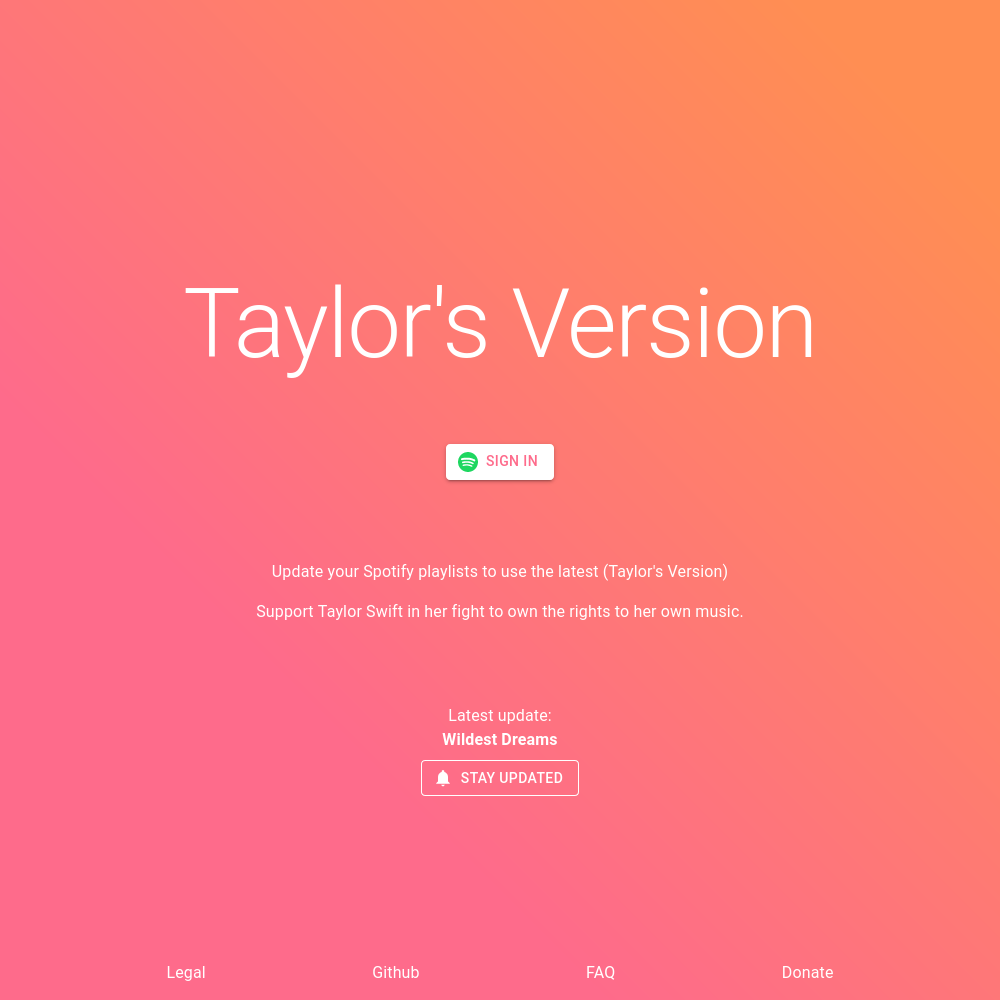 Taylor's Version
SIGN IN
Update your Spotify playlists to use the latest (Taylor's Version)
Support Taylor Swift in her fight to own the rights to her own music.
Latest update:
Wildest Dreams
STAY UPDATED
Legal Github FAQ Donate